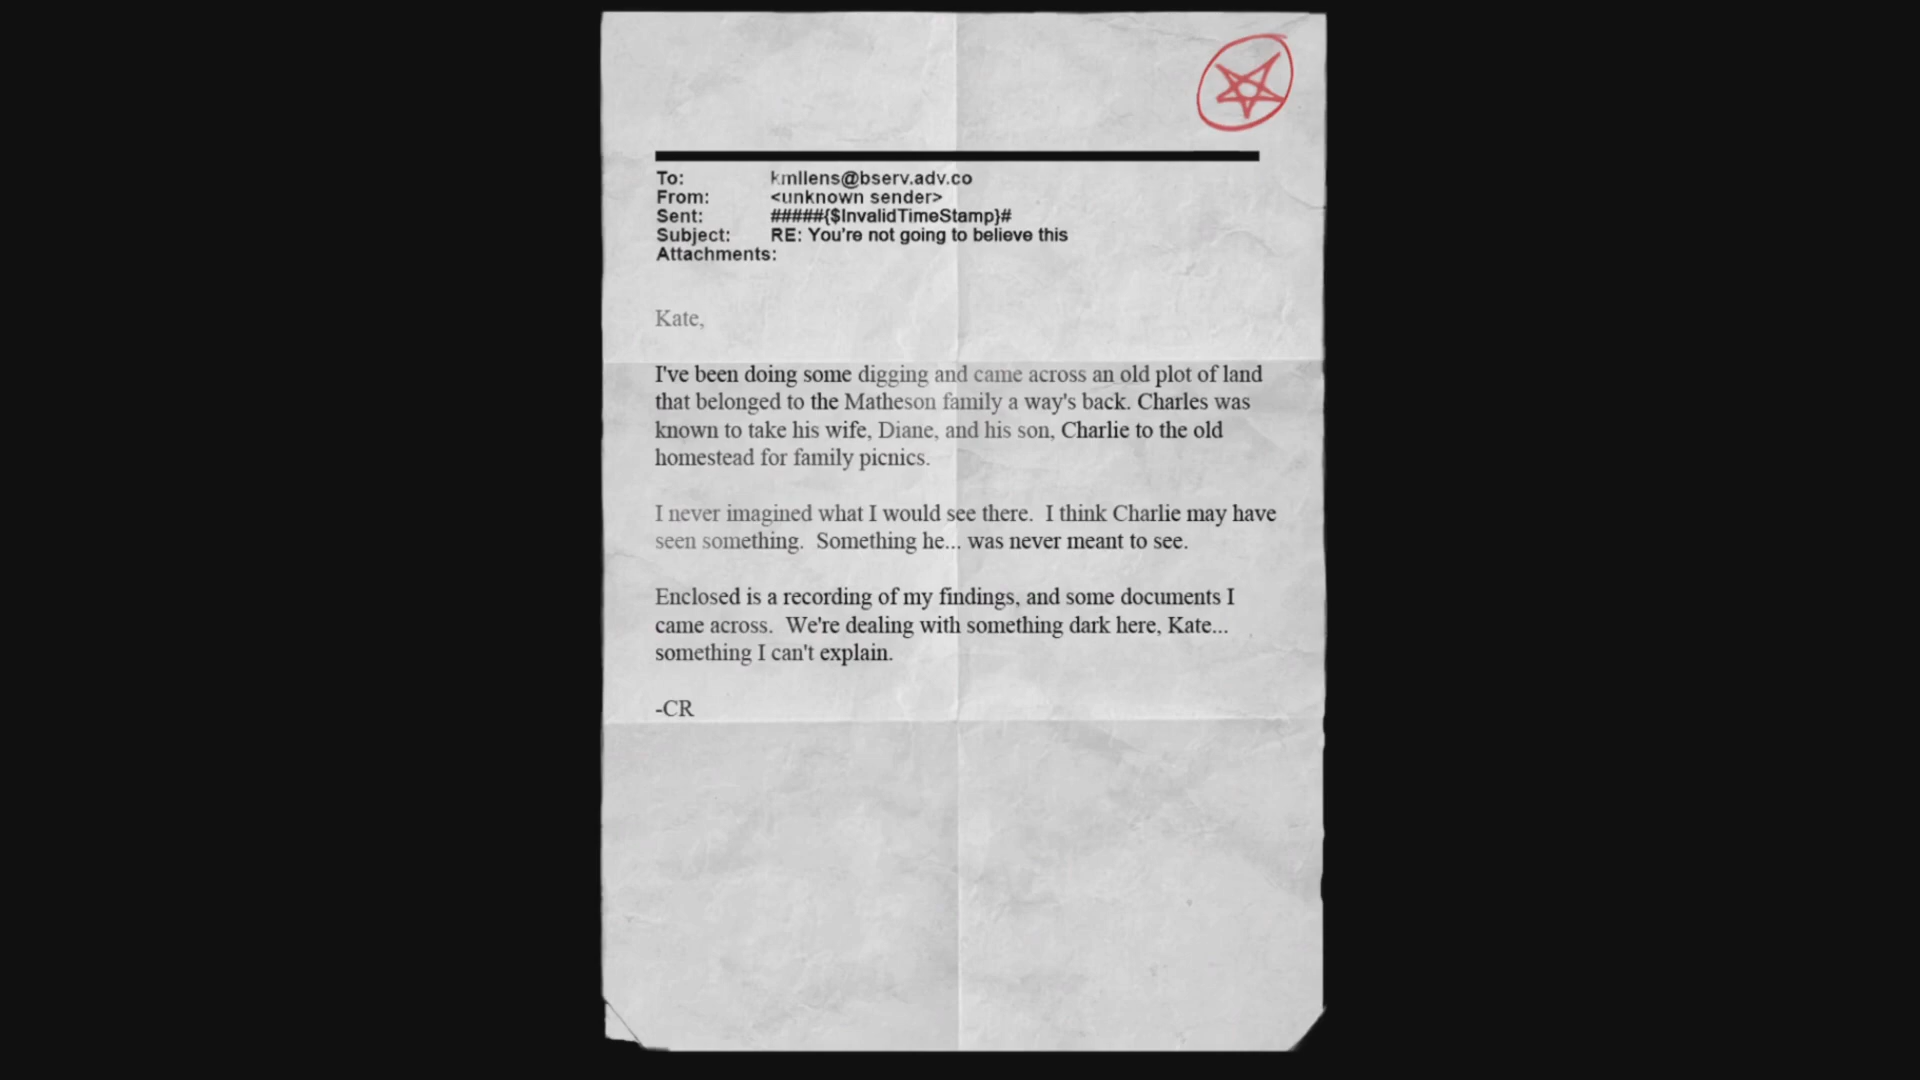 To: kmllens@bserv.adv.co
From: <unknown sender>
Sent: #####{$InvalidTimeStamp}#
Subject: RE: You're not going to believe this
Attachments:
Kate,
I've been doing some digging and came across an old plot of land
that belonged to the Matheson family a way's back. Charles was
known to take his wife, Diane, and his son, Charlie to the old
homestead for family picnics.
I never imagined what I would see there.  I think Charlie may have
seen something.  Something he... was never meant to see.
Enclosed is a recording of my findings, and some documents I
came across.  We're dealing with something dark here, Kate...
something I can't explain.
-CR